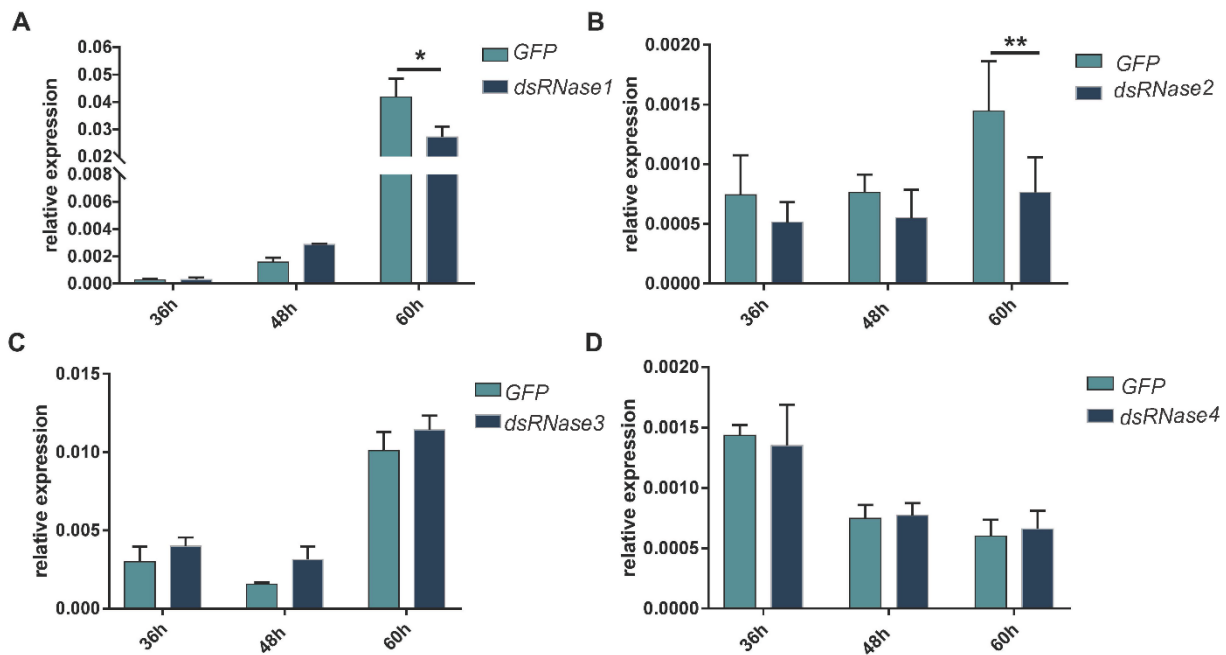 A
relative expression
0.06
0.05
0.04
0.03
0.02
0.008
0.006
0.004
0.002
0.000
*
GFP
dsRNase1
36h
48h
60h
B
relative expression
0.0020
0.0015
0.0010
0.0005
0.0000
**
GFP
dsRNase2
36h
48h
60h
C
relative expression
0.015
0.010
0.005
0.000
GFP
dsRNase3
36h
48h
60h
D
relative expression
0.0020
0.0015
0.0010
0.0005
0.0000
GFP
dsRNase4
36h
48h
60h